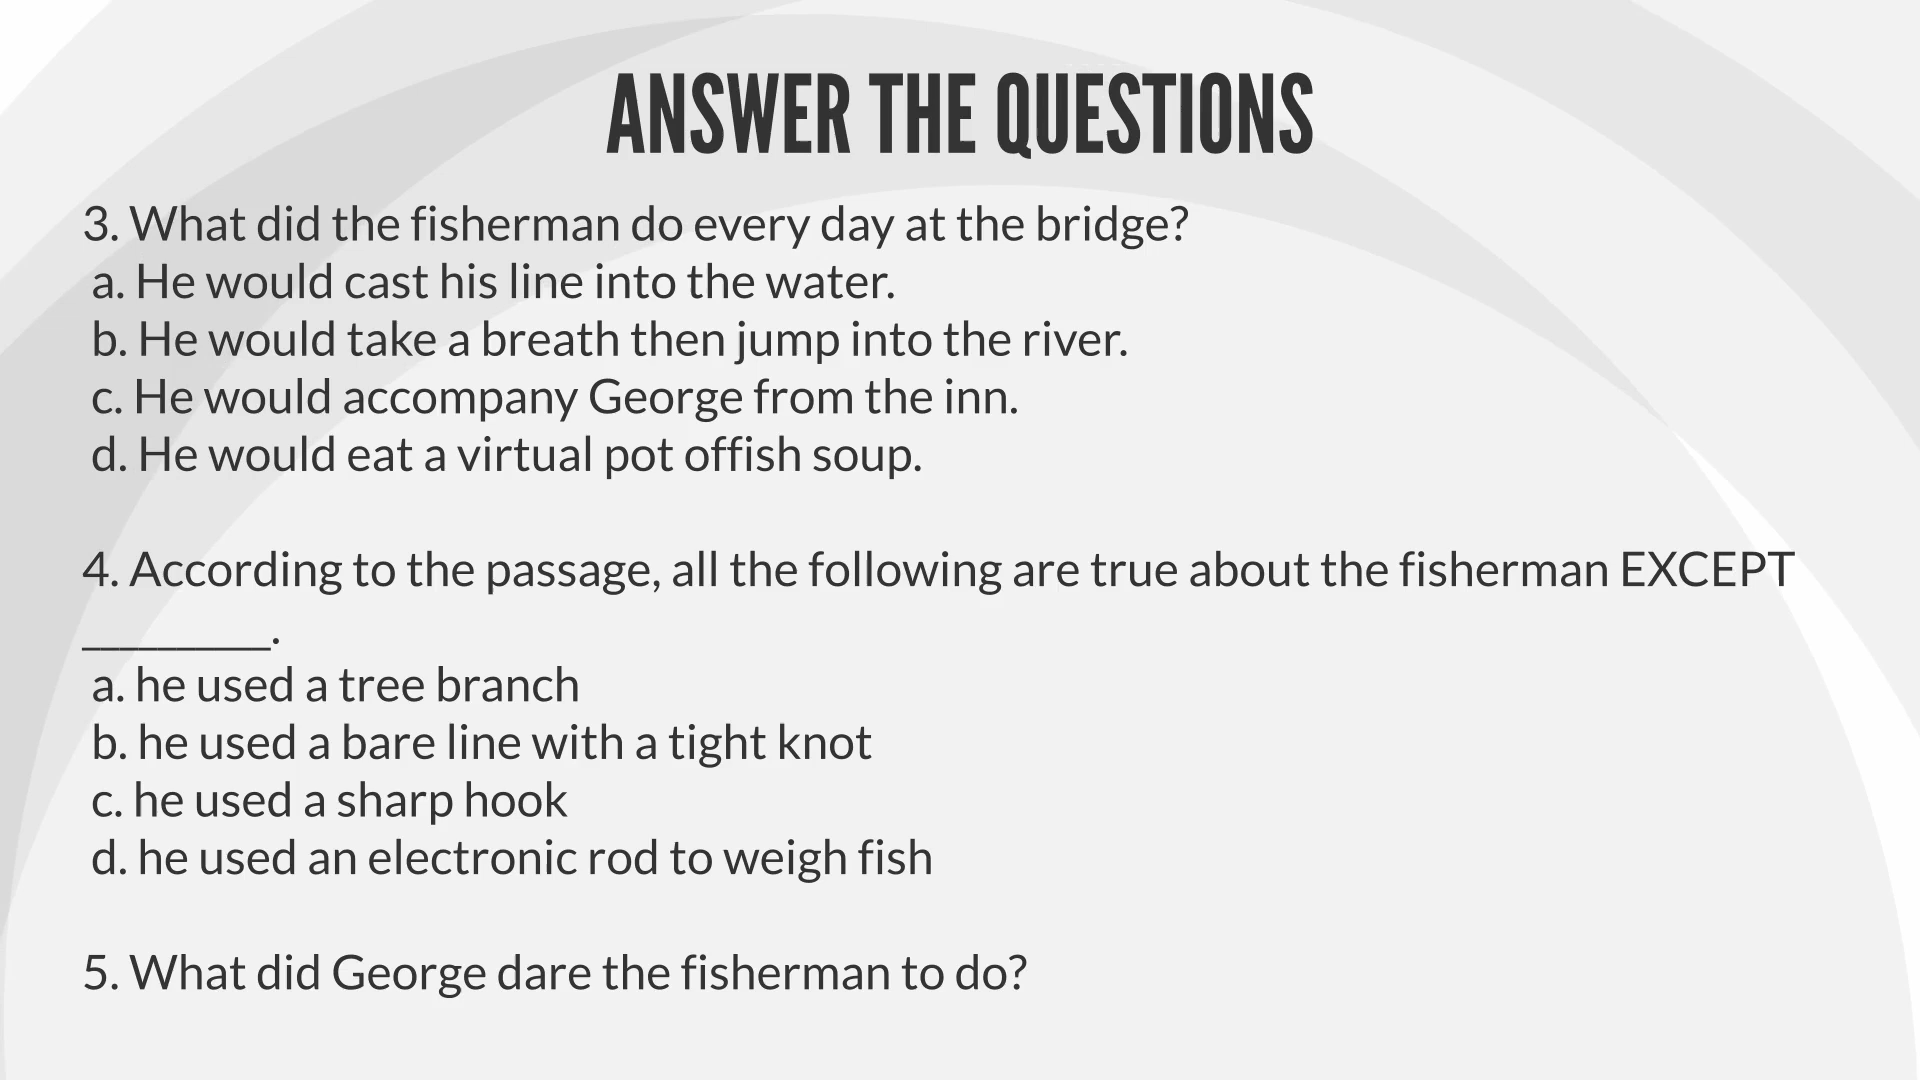 ANSWER THE QUESTIONS
3. What did the fisherman do every day at the bridge?
a. He would cast his line into the water.
b. He would take a breath then jump into the river.
c. He would accompany George from the inn.
d. He would eat a virtual pot offish soup.
4. According to the passage, all the following are true about the fisherman EXCEPT
__________.
a. he used a tree branch
b. he used a bare line with a tight knot
c. he used a sharp hook
d. he used an electronic rod to weigh fish
5. What did George dare the fisherman to do?